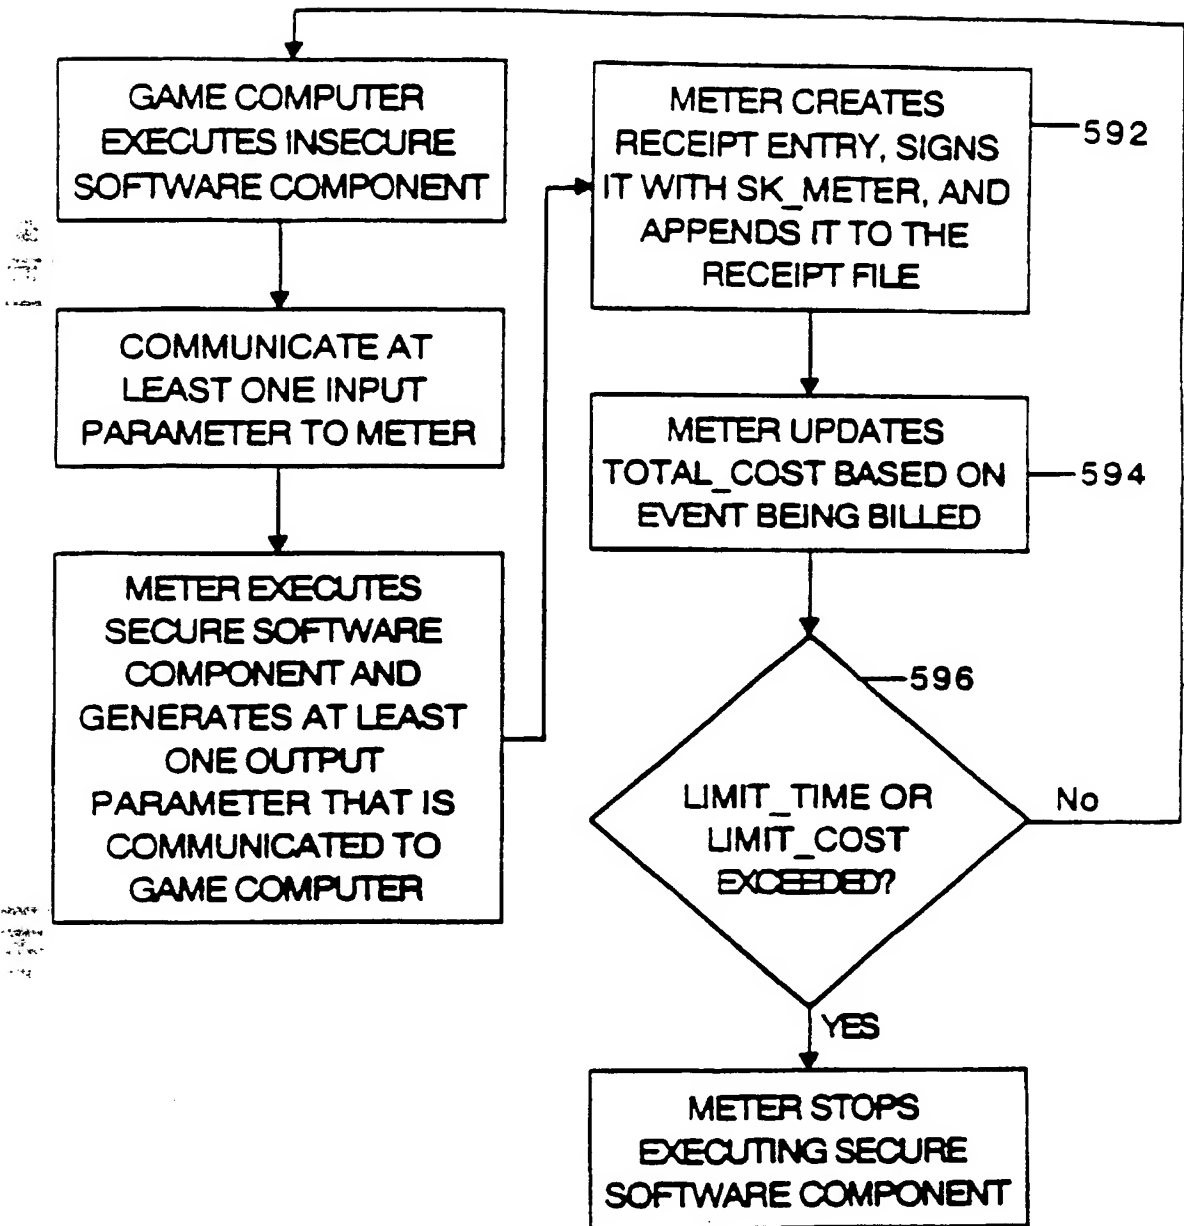 GAME COMPUTER
EXECUTES INSECURE
SOFTWARE COMPONENT
COMMUNICATE AT
LEAST ONE INPUT
PARAMETER TO METER
METER EXECUTES
SECURE SOFTWARE
COMPONENT AND
GENERATES AT LEAST
ONE OUTPUT
PARAMETER THAT IS
COMMUNICATED TO
GAME COMPUTER
METER CREATES
RECEIPT ENTRY, SIGNS
IT WITH SK_METER, AND
APPENDS IT TO THE
RECEIPT FILE
592
METER UPDATES
TOTAL_COST BASED ON
EVENT BEING BILLED
594
596
LIMIT_TIME OR
LIMIT_COST
EXCEEDED?
No
YES
METER STOPS
EXECUTING SECURE
SOFTWARE COMPONENT